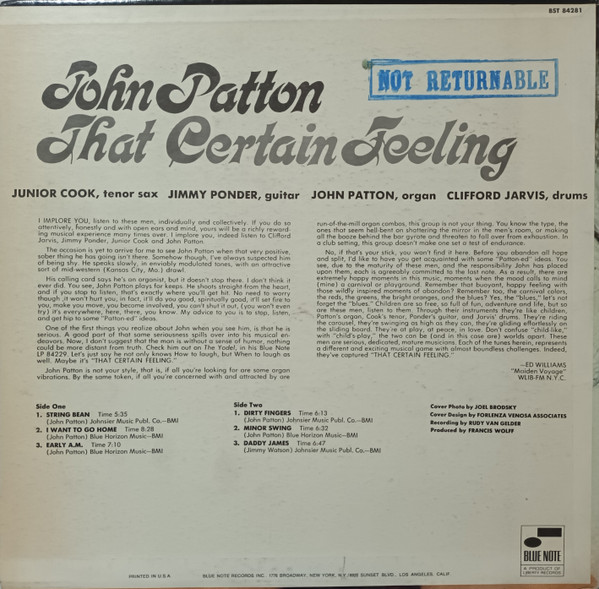 BST 84281
NOT RETURNABLE
John Patton
That Certain Feeling
JUNIOR COOK, tenor sax JIMMY PONDER, guitar JOHN PATTON, organ CLIFFORD JARVIS, drums
I IMPLORE YOU, listen to these men, individually and collectively. If you do so
attentively, honestly and with open ears and mind, yours will be a richly reward-
ing musical experience many times over. I implore you, indeed listen to Clifford
Jarvis, Jimmy Ponder, Junior Cook and John Patton.
The occasion is yet to arrive for me to see John Patton when that very positive,
sober thing he has going isn't there. Somehow though, I've always suspected him
of being shy. He speaks slowly, in enviably modulated tones, with an attractive
sort of mid-western (Kansas City, Mo.) drawl.
His calling card says he's an organist, but it doesn't stop there. I don't think it
ever did. You see, John Patton plays for keeps. He shoots straight from the heart,
and if you stop to listen, that's exactly where you'll get hit. No need to worry
though ,it won't hurt you, in fact, it'll do you good, spiritually good, it'll set fire to
you, make you move, you become involved, you can't shut it out, (you won't even
try) it's everywhere, here, there, you know. My advice to you is to stop, listen,
and get hip to some "Patton-ed" ideas.
One of the first things you realize about John when you see him, is that he is
serious. A good part of that some seriousness spills over into his musical en-
deavors. Now, I don't suggest that the man is without a sense of humor, nothing
could be more distant from truth. Check him out on The Yodel, in his Blue Note
LP 84229. Let's just say he not only knows How to laugh, but When to laugh as
well. Maybe it's "THAT CERTAIN FEELING."
John Patton is not your style, that is, if all you're looking for are some organ
vibrations. By the same token, if all you're concerned with and attracted by are
run-of-the-mill organ combos, this group is not your thing. You know the type, the
ones that seem hell-bent on shattering the mirror in the men's room, or making
all the booze behind the bar gyrate and threaten to fall over from exhaustion. In
a club setting, this group doesn't make one set a test of endurance.
No, if that's your stick, you won't find it here. Before you abandon all hope
and split, I'd like to have you get acquainted with some "Patton-ed" ideas. You
see, due to the maturity of these men, and the responsibility John has placed
upon them, each is agreeably committed to the last note. As a result, there are
extremely happy moments in this music, moments when the mood calls to mind
(mine) a carnival or playground. Remember that buoyant, happy feeling with
those wildly inspired moments of abandon? Remember too, the carnival colors,
the reds, the greens, the bright oranges, and the blues? Yes, the "blues," let's not
forget the "blues." Children are so free, so full of fun, adventure and life, but so
are these men, listen to them. Through their instruments they're like children.
Patton's organ, Cook's tenor, Ponder's guitar, and Jarvis' drums. They're riding
the carousel, they're swinging as high as they can, they're gliding effortlessly on
the sliding board. They're at play, at peace, in love. Don't confuse "child-like,"
with "child's-play," the two can be (and in this case are) worlds apart. These
men are serious, dedicated, mature musicians. Each of the tunes herein, represents
a different and exciting musical game with almost boundless challenges. Indeed,
they've captured "THAT CERTAIN FEELING."
—ED WILLIAMS
"Maiden Voyage"
WLIB-FM N.Y.C.
Side One
1. STRING BEAN Time 5:35
(John Patton) Johnsier Music Publ. Co.—BMI
2. I WANT TO GO HOME Time 8:28
(John Patton) Blue Horizon Music—BMI
3. EARLY A.M. Time 7:10
(John Patton) Blue Horizon Music—BMI
Side Two
1. DIRTY FINGERS Time 6:13
(John Patton) Johnsier Music Publ. Co.—BMI
2. MINOR SWING Time 6:32
(John Patton) Blue Horizon Music—BMI
3. DADDY JAMES Time 6:47
(Jimmy Watson) Johnsier Music Publ. Co.—BMI
Cover Photo by JOEL BRODSKY
Cover Design by FORLENZA VENOSA ASSOCIATES
Recording by RUDY VAN GELDER
Produced by FRANCIS WOLFF
BLUE NOTE
A PRODUCT OF
LIBERTY RECORDS
PRINTED IN U.S.A. BLUE NOTE RECORDS INC. 1776 BROADWAY, NEW YORK, N.Y./6920 SUNSET BLVD., LOS ANGELES, CALIF.